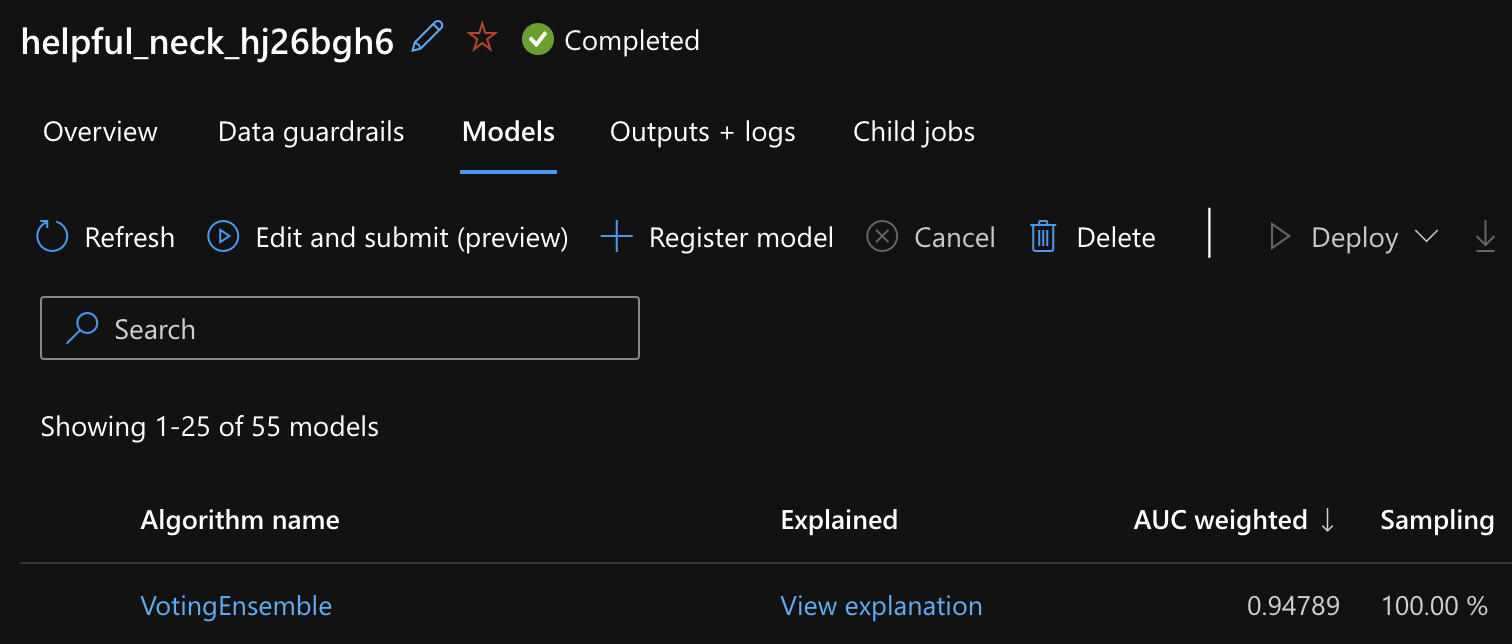 helpful_neck_hj26bgh6 Completed
Overview Data guardrails Models Outputs + logs Child jobs
Refresh Edit and submit (preview) Register model Cancel Delete Deploy
Search
Showing 1-25 of 55 models
Algorithm name Explained AUC weighted ↓ Sampling
VotingEnsemble View explanation 0.94789 100.00 %